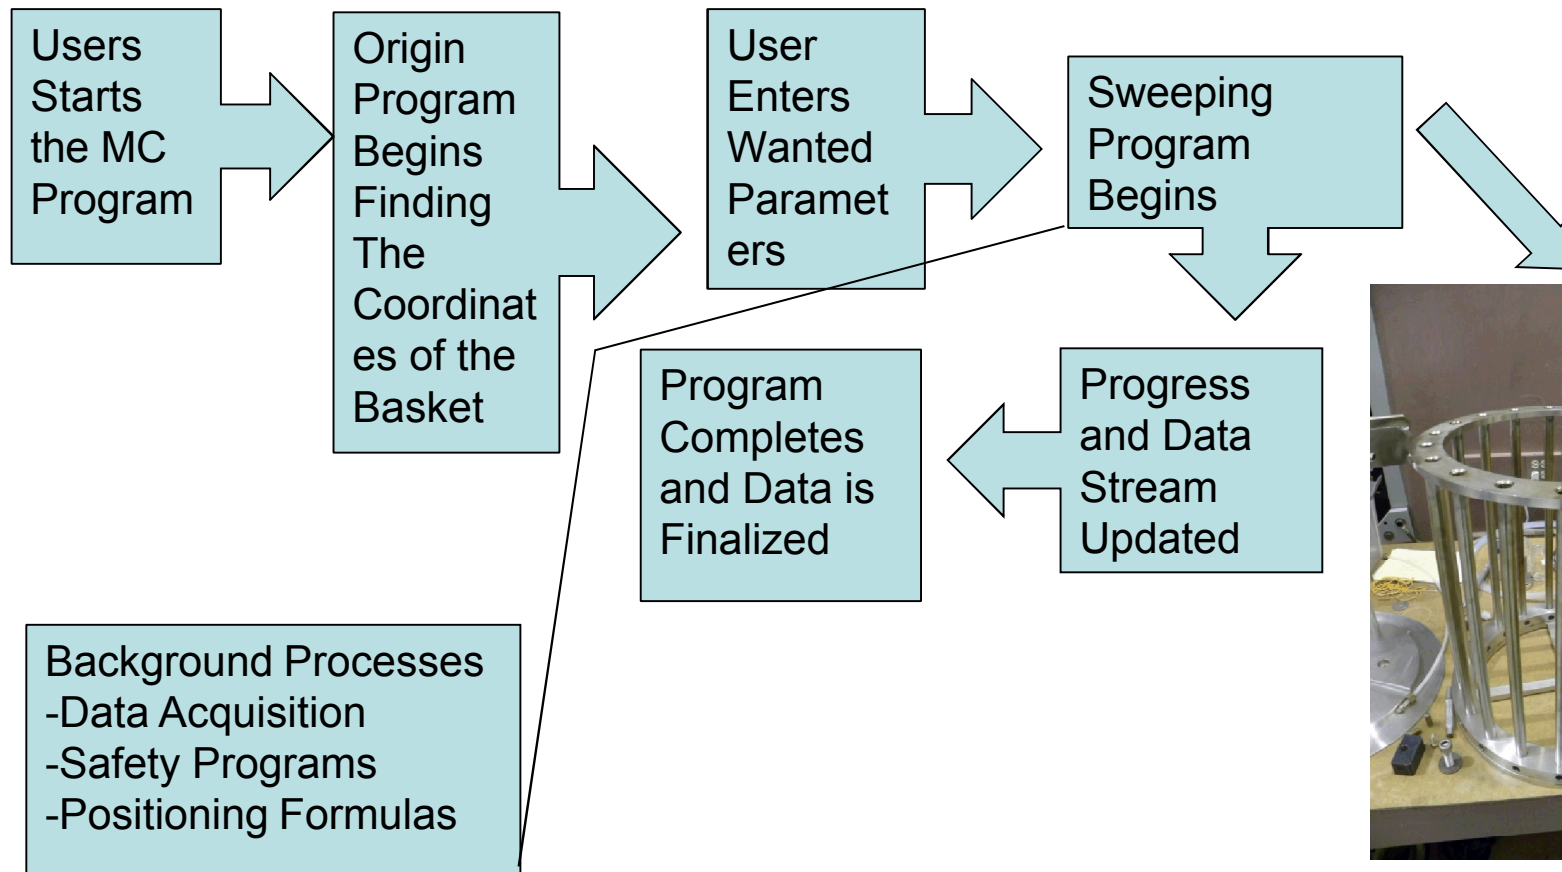 Users
Starts
the MC
Program
Origin
Program
Begins
Finding
The
Coordinat
es of the
Basket
User
Enters
Wanted
Paramet
ers
Sweeping
Program
Begins
Progress
and Data
Stream
Updated
Program
Completes
and Data is
Finalized
Background Processes
-Data Acquisition
-Safety Programs
-Positioning Formulas